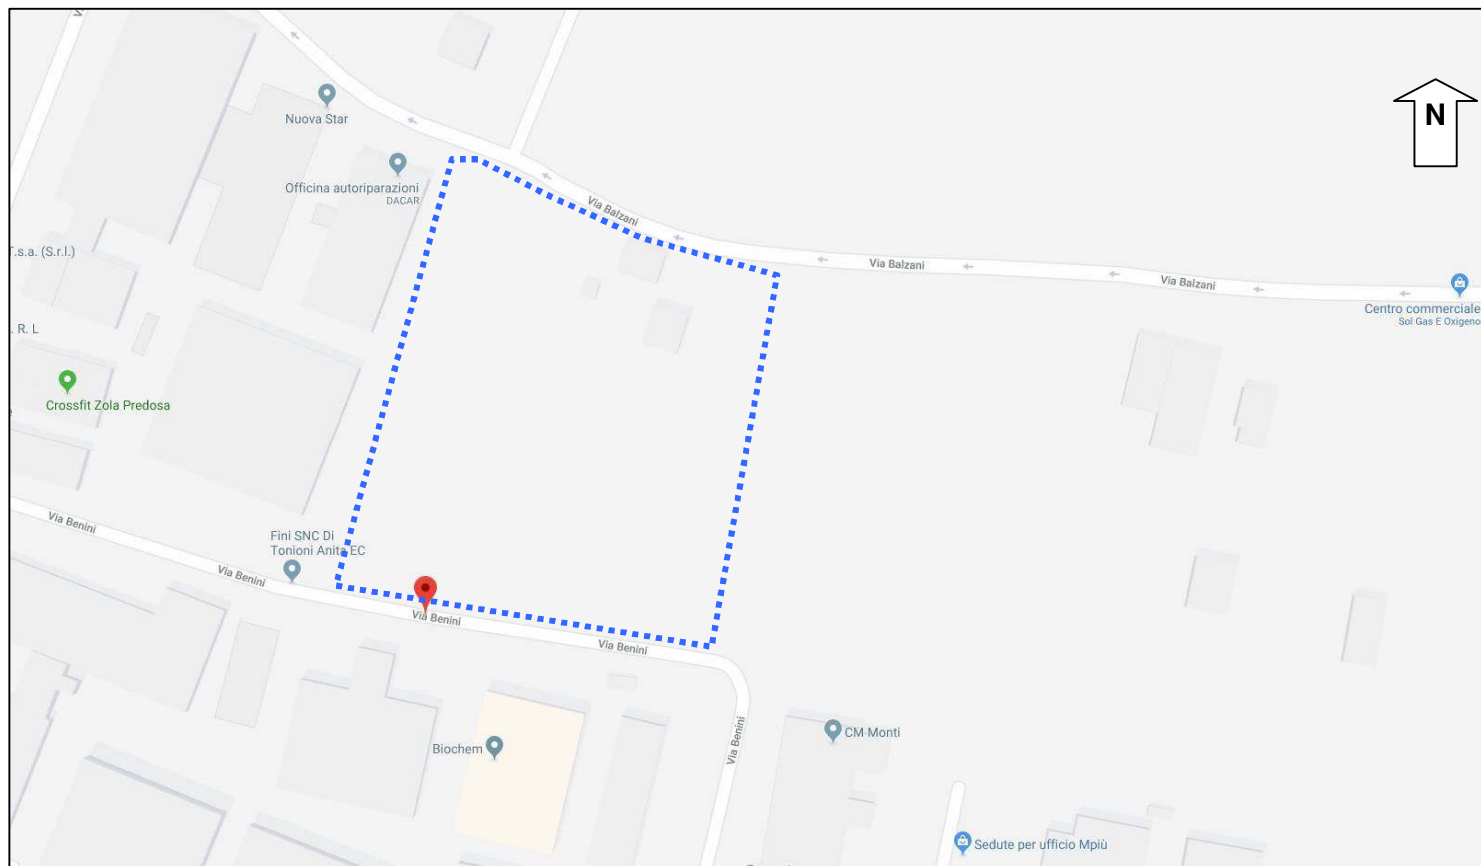 N
Nuova Star
Officina autoriparazioni
DACAR
Via Balzani
Via Balzani
Via Balzani
T.s.a. (S.r.l.)
Centro commerciale
Sol Gas E Oxigeno
. R. L
Crossfit Zola Predosa
Via Benini
Fini SNC Di
Tonioni Anita EC
Via Benini
Via Benini
Via Benini
Via Benini
CM Monti
Biochem
Sedute per ufficio Mpiù